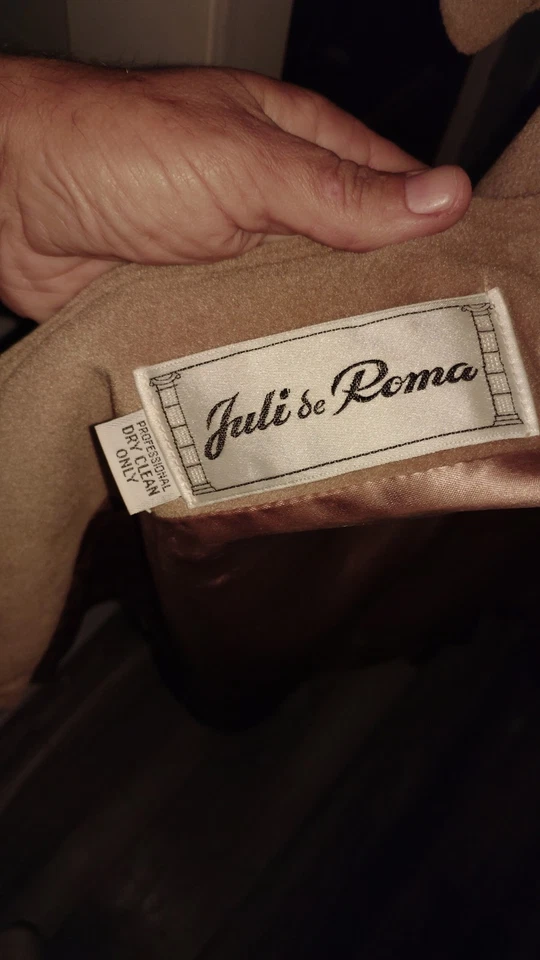 Juli de Roma
PROFESSIONAL
DRY CLEAN
ONLY